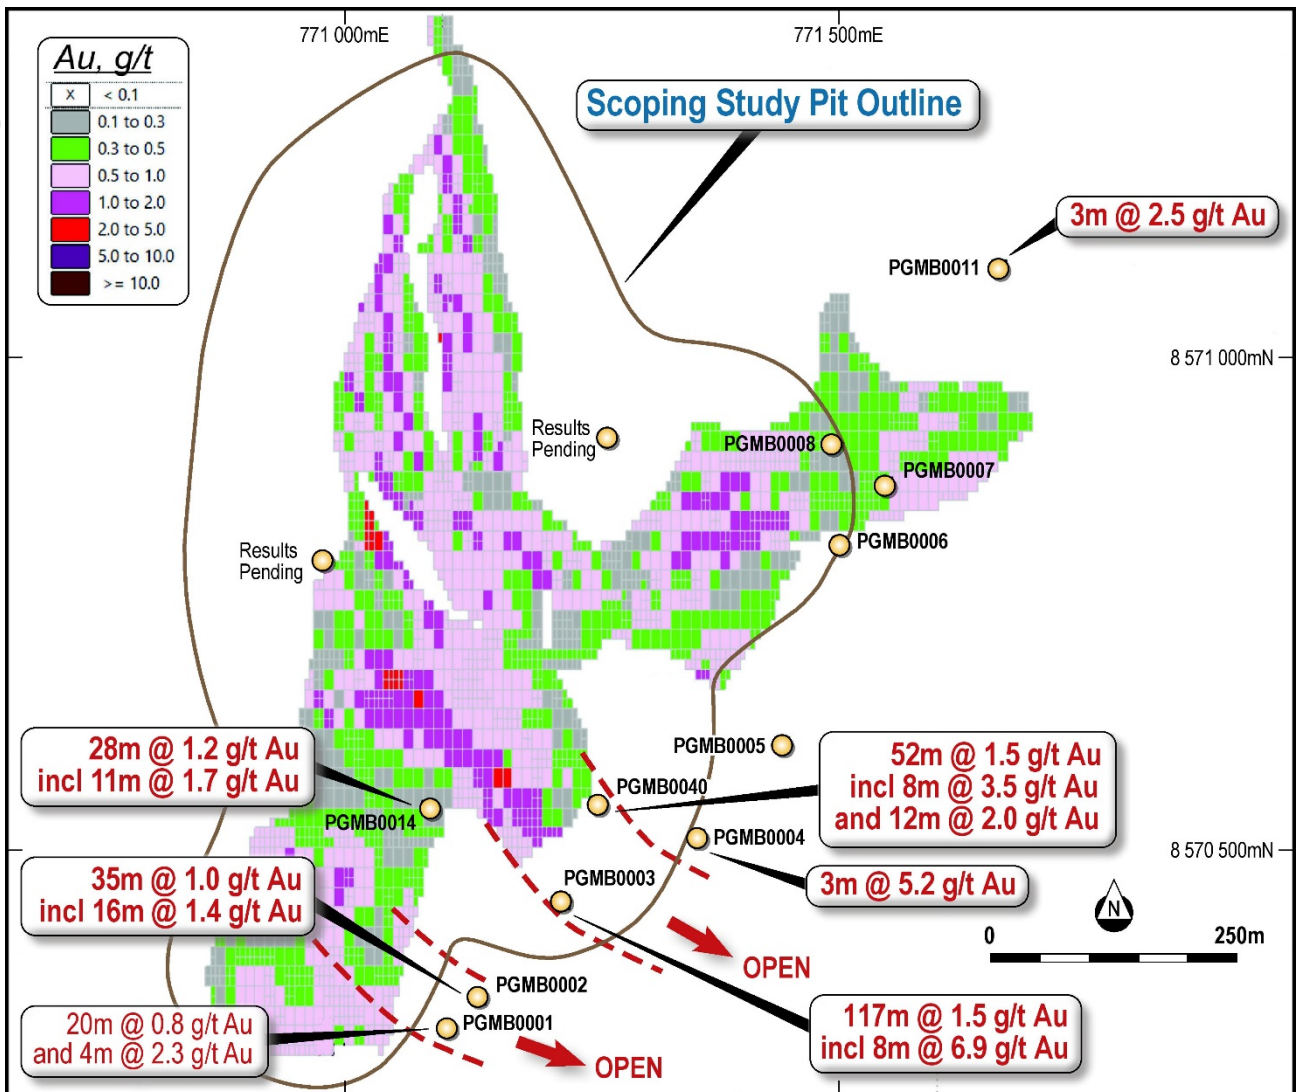 771 000mE
771 500mE
Au, g/t
X < 0.1
0.1 to 0.3
0.3 to 0.5
0.5 to 1.0
1.0 to 2.0
2.0 to 5.0
5.0 to 10.0
>= 10.0
Scoping Study Pit Outline
3m @ 2.5 g/t Au
PGMB0011
8 571 000mN
Results
Pending
PGMB0008
PGMB0007
PGMB0006
Results
Pending
28m @ 1.2 g/t Au
incl 11m @ 1.7 g/t Au
PGMB0014
PGMB0005
PGMB0040
52m @ 1.5 g/t Au
incl 8m @ 3.5 g/t Au
and 12m @ 2.0 g/t Au
PGMB0004
8 570 500mN
3m @ 5.2 g/t Au
35m @ 1.0 g/t Au
incl 16m @ 1.4 g/t Au
PGMB0003
N
0
250m
OPEN
PGMB0002
PGMB0001
20m @ 0.8 g/t Au
and 4m @ 2.3 g/t Au
117m @ 1.5 g/t Au
incl 8m @ 6.9 g/t Au
OPEN